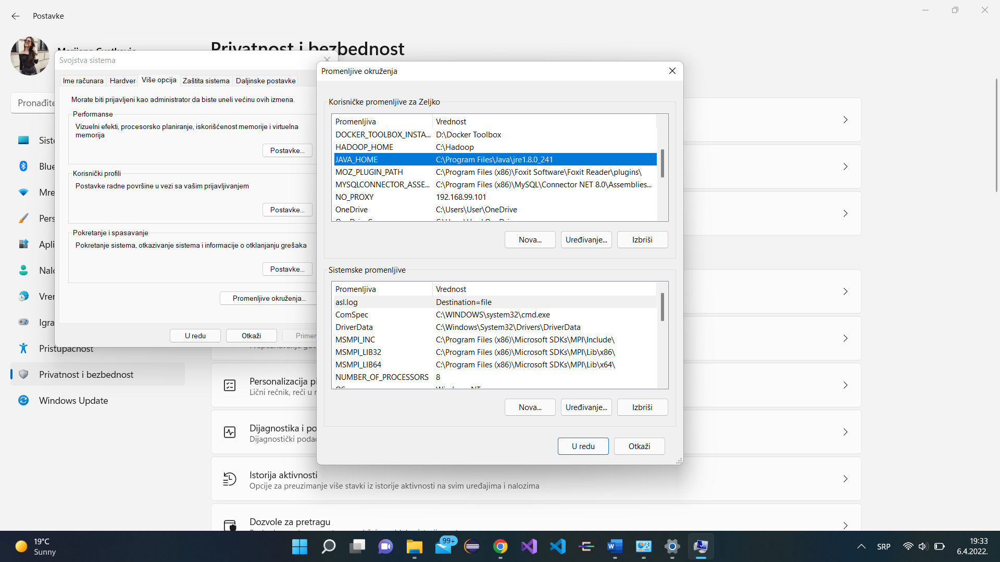 Postavke
Privatnost i bezbednost
Svojstva sistema
Ime računara
Hardver
Više opcija
Zaštita sistema
Daljinske postavke
Morate biti prijavljeni kao administrator da biste uneli većinu ovih izmena.
Performanse
Vizuelni efekti, procesorsko planiranje, iskorišćenost memorije i virtuelna
memorija
Postavke...
Korisnički profili
Postavke radne površine u vezi sa vašim prijavljivanjem
Postavke...
Pokretanje i spasavanje
Pokretanje sistema, otkazivanje sistema i informacije o otklanjanju grešaka
Postavke...
Promenljive okruženja...
U redu
Otkaži
Primer
Pronađite
Siste
Blue
Mre
Pers
Apli
Nalo
Vrer
Igra
Pristupačnost
Privatnost i bezbednost
Windows Update
Promenljive okruženja
Korisničke promenljive za Zeljko
Promenljiva Vrednost
DOCKER_TOOLBOX_INSTA... D:\Docker Toolbox
HADOOP_HOME C:\Hadoop
JAVA_HOME C:\Program Files\Java\jre1.8.0_241
MOZ_PLUGIN_PATH C:\Program Files (x86)\Foxit Software\Foxit Reader\plugins\
MYSQLCONNECTOR_ASSE... C:\Program Files (x86)\MySQL\Connector NET 8.0\Assemblies...
NO_PROXY 192.168.99.101
OneDrive C:\Users\User\OneDrive
Nova... Uređivanje... Izbriši
Sistemske promenljive
Promenljiva Vrednost
asl.log Destination=file
ComSpec C:\WINDOWS\system32\cmd.exe
DriverData C:\Windows\System32\Drivers\DriverData
MSMPI_INC C:\Program Files (x86)\Microsoft SDKs\MPI\Include\
MSMPI_LIB32 C:\Program Files (x86)\Microsoft SDKs\MPI\Lib\x86\
MSMPI_LIB64 C:\Program Files (x86)\Microsoft SDKs\MPI\Lib\x64\
NUMBER_OF_PROCESSORS 8
Nova... Uređivanje... Izbriši
U redu Otkaži
Personalizacija pi
Lični rečnik, reči u r
Dijagnostika i po
Dijagnostički podac
Istorija aktivnosti
Opcije za preuzimanje više stavki iz istorije aktivnosti na svim uređajima i nalozima
Dozvole za pretragu
19°C
Sunny
99+
SRP
19:33
6.4.2022.